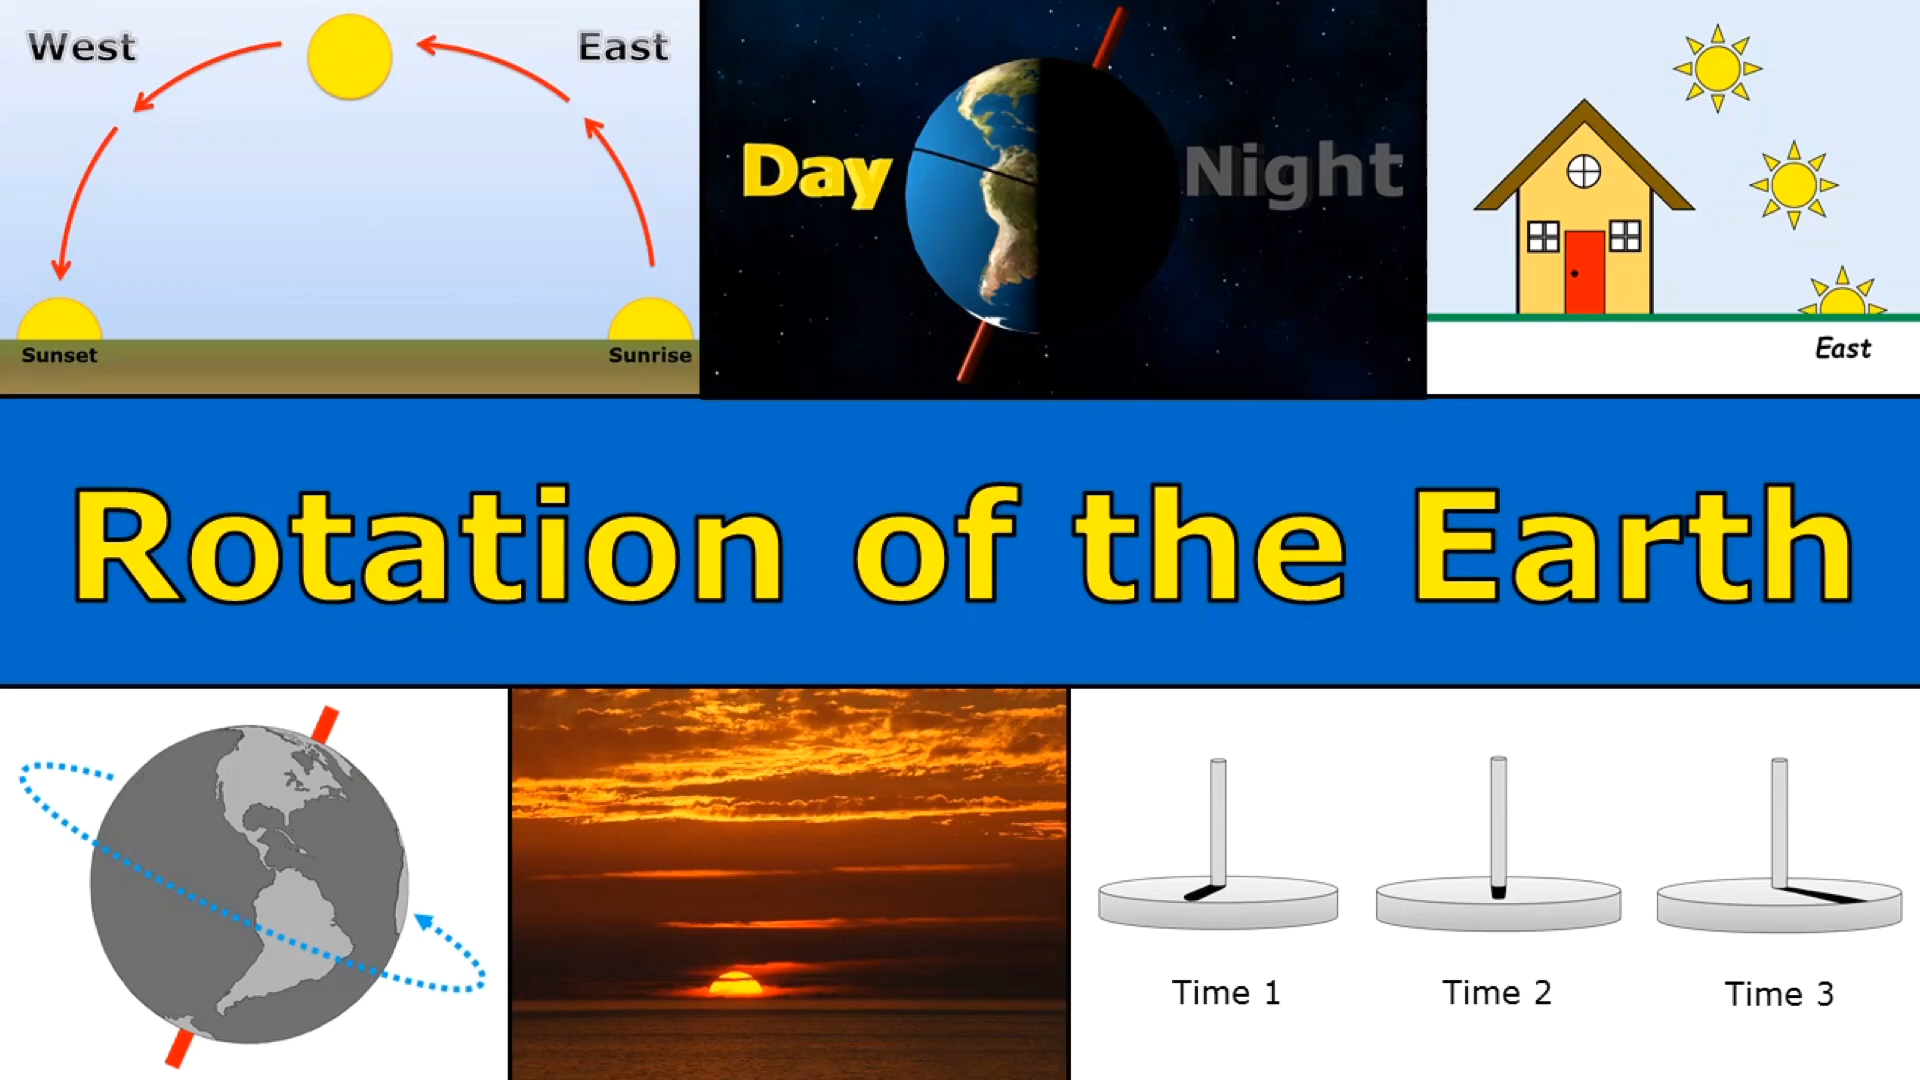 West
East
Sunset
Sunrise
Day
Night
East
Rotation of the Earth
Time 1
Time 2
Time 3